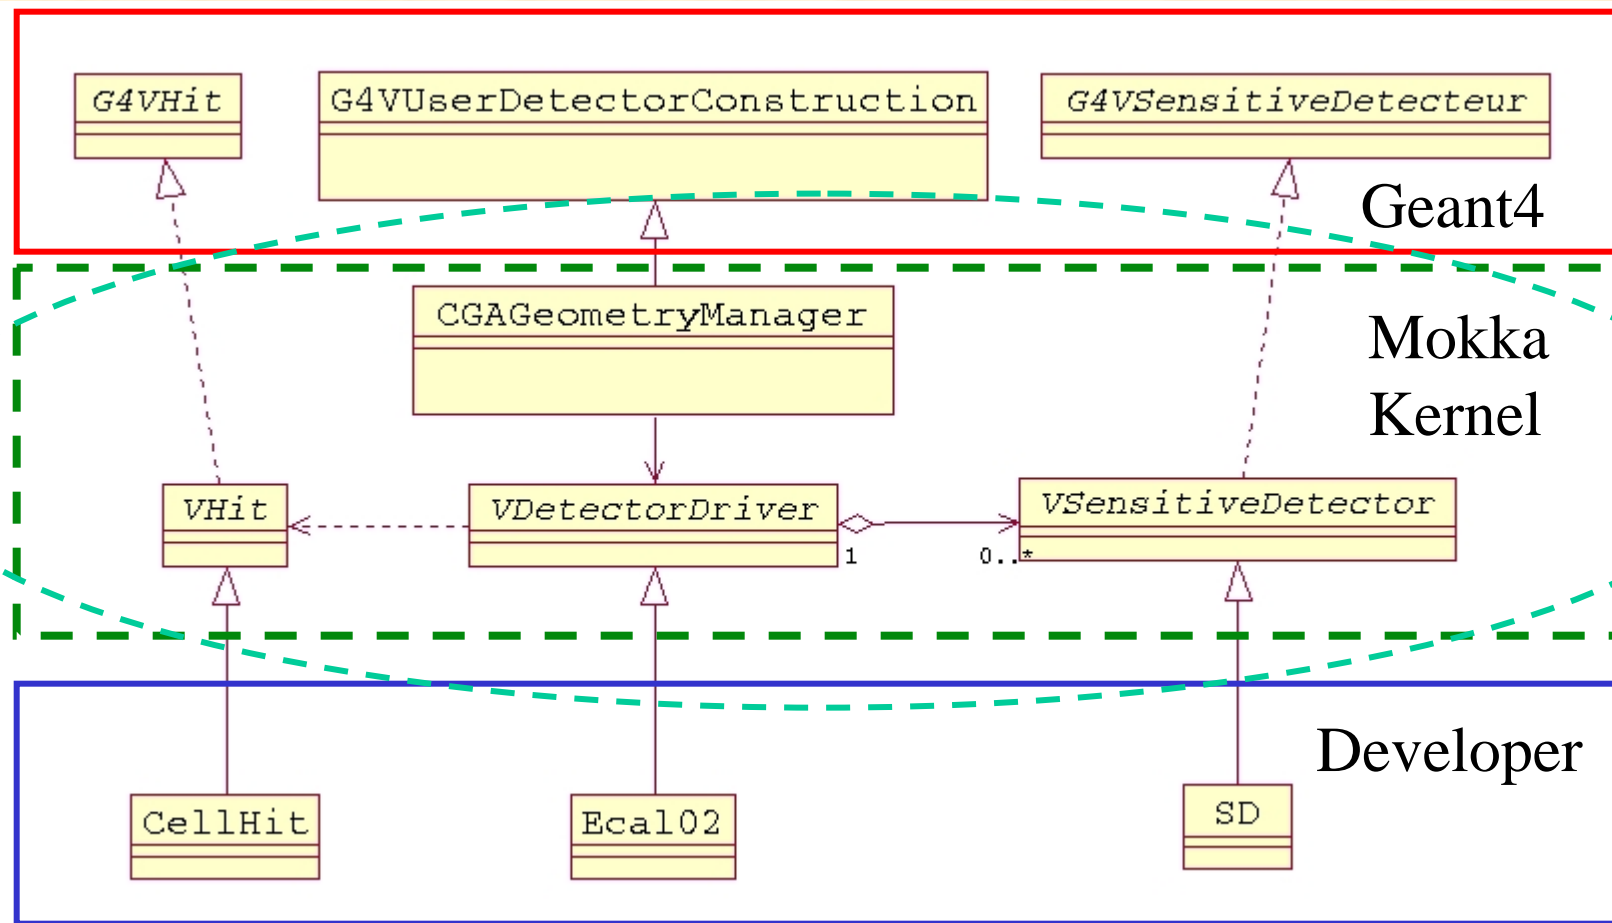 G4VHit
G4VUserDetectorConstruction
G4VSensitiveDetecteur
Geant4
CGAGeometryManager
Mokka
Kernel
VHit
VDetectorDriver
VSensitiveDetector
1
0..*
Developer
CellHit
Ecal02
SD